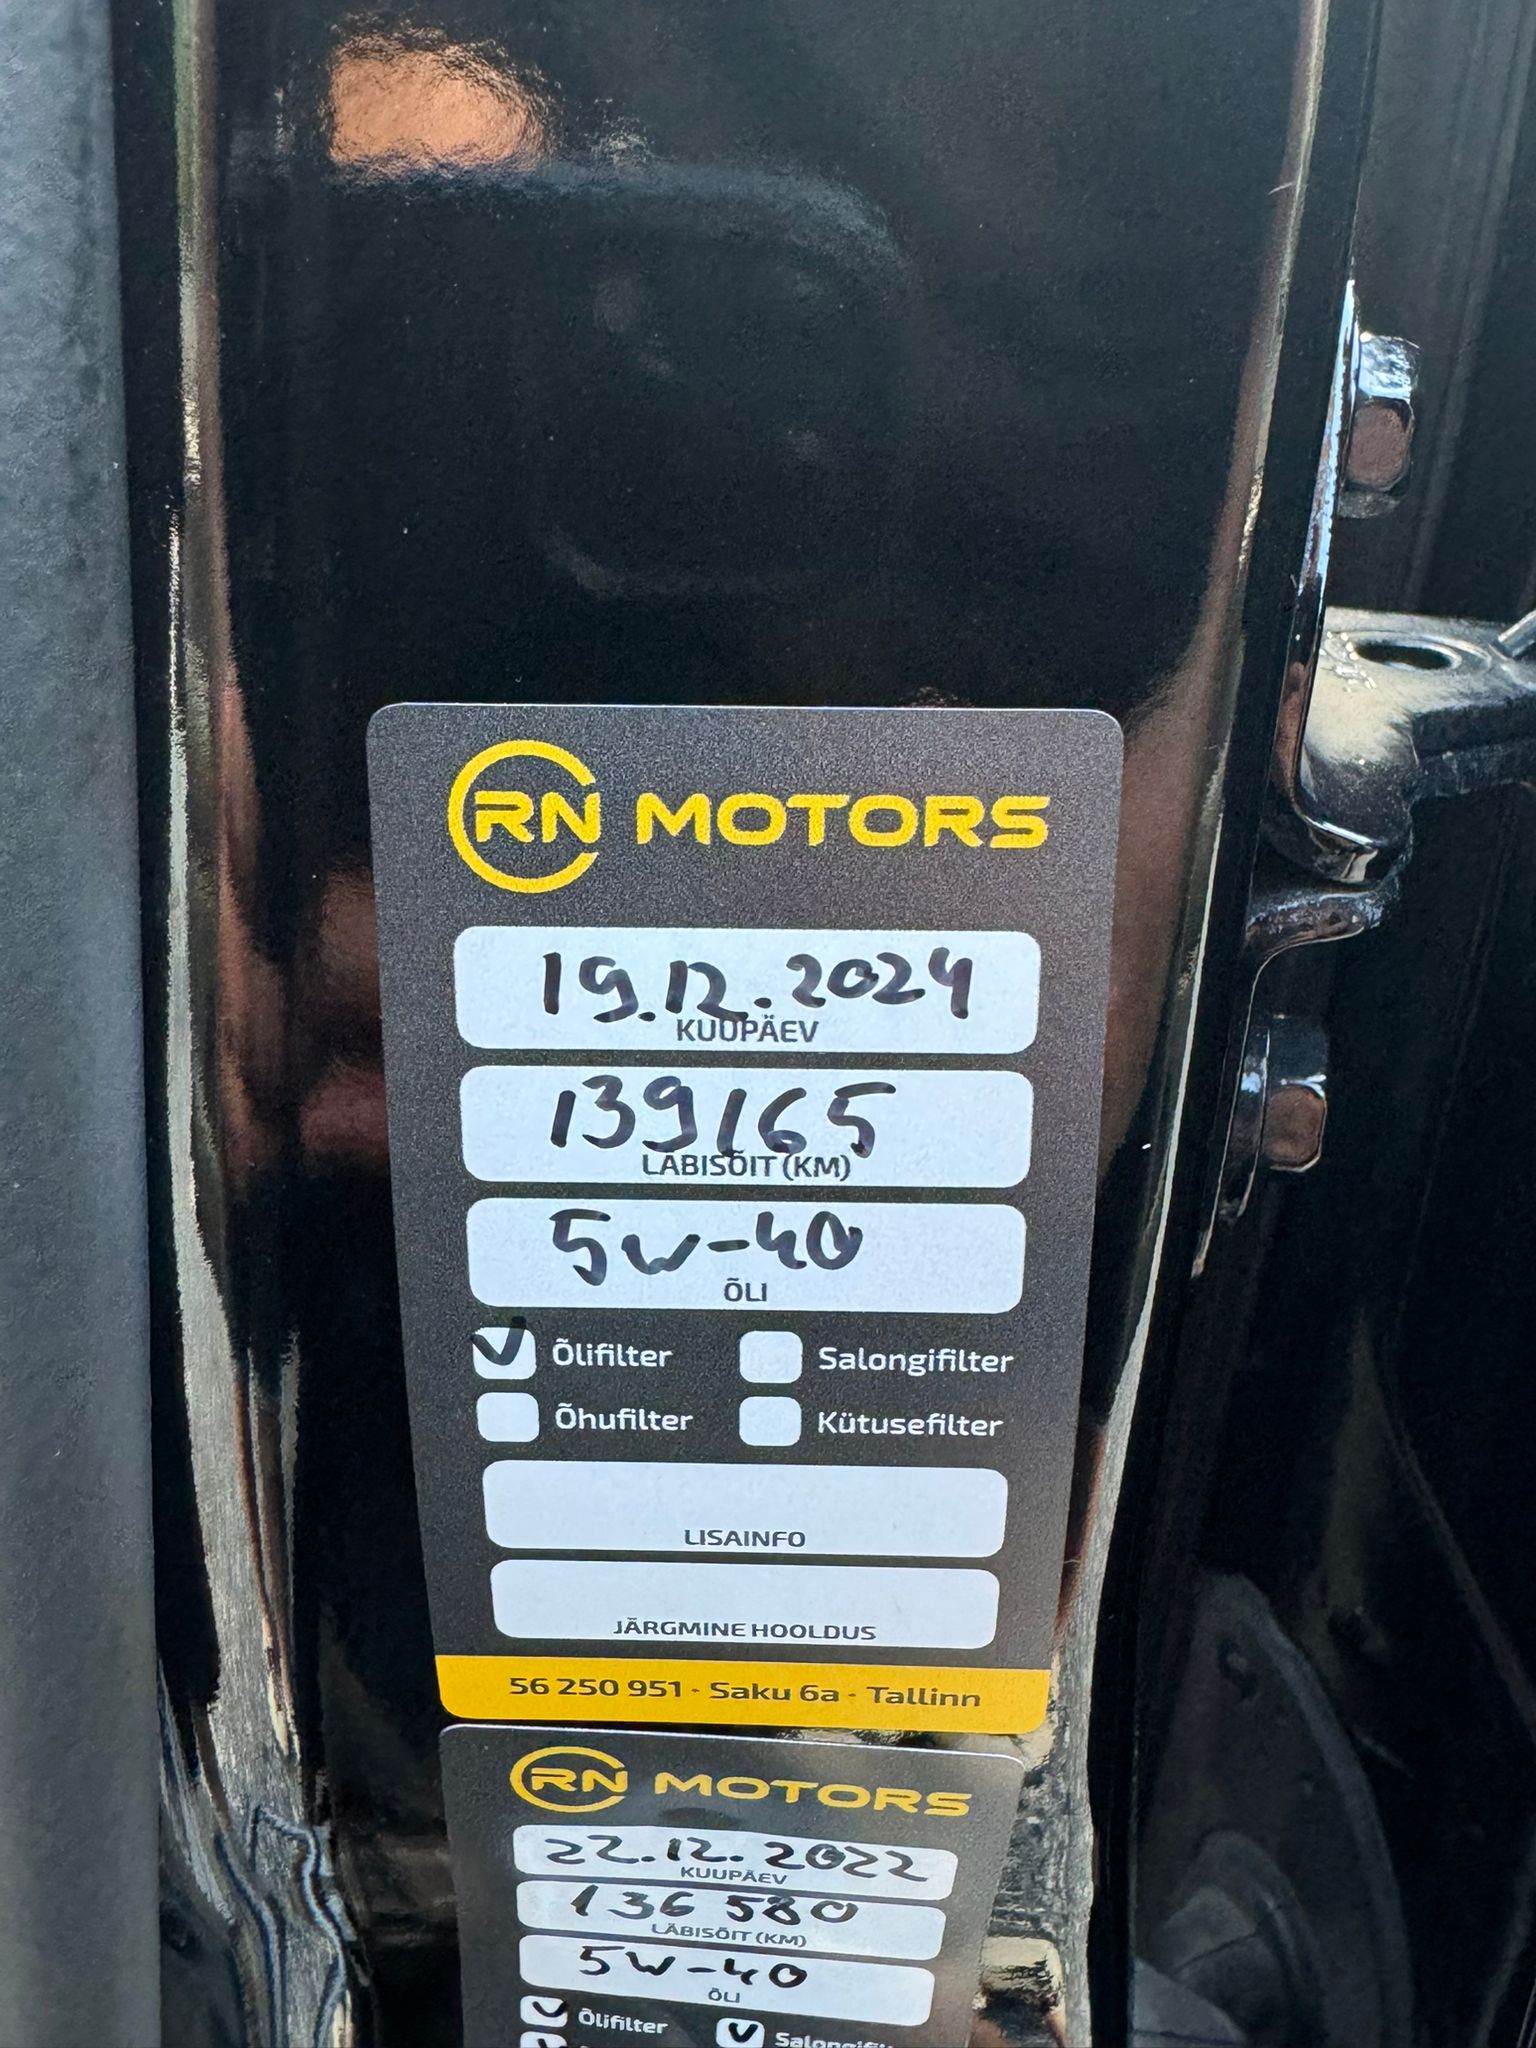 RN MOTORS
19.12.2024
KUUPÄEV
139165
LÄBISÕIT (KM)
5W-40
ÕLI
Õlifilter Salongifilter
Õhufilter Kütusefilter
LISAINFO
JÄRGMINE HOOLDUS
56 250 951 · Saku 6a · Tallinn
RN MOTORS
22.12.2022
KUUPÄEV
136 580
LÄBISÕIT (KM)
5W-40
ÕLI
Õlifilter